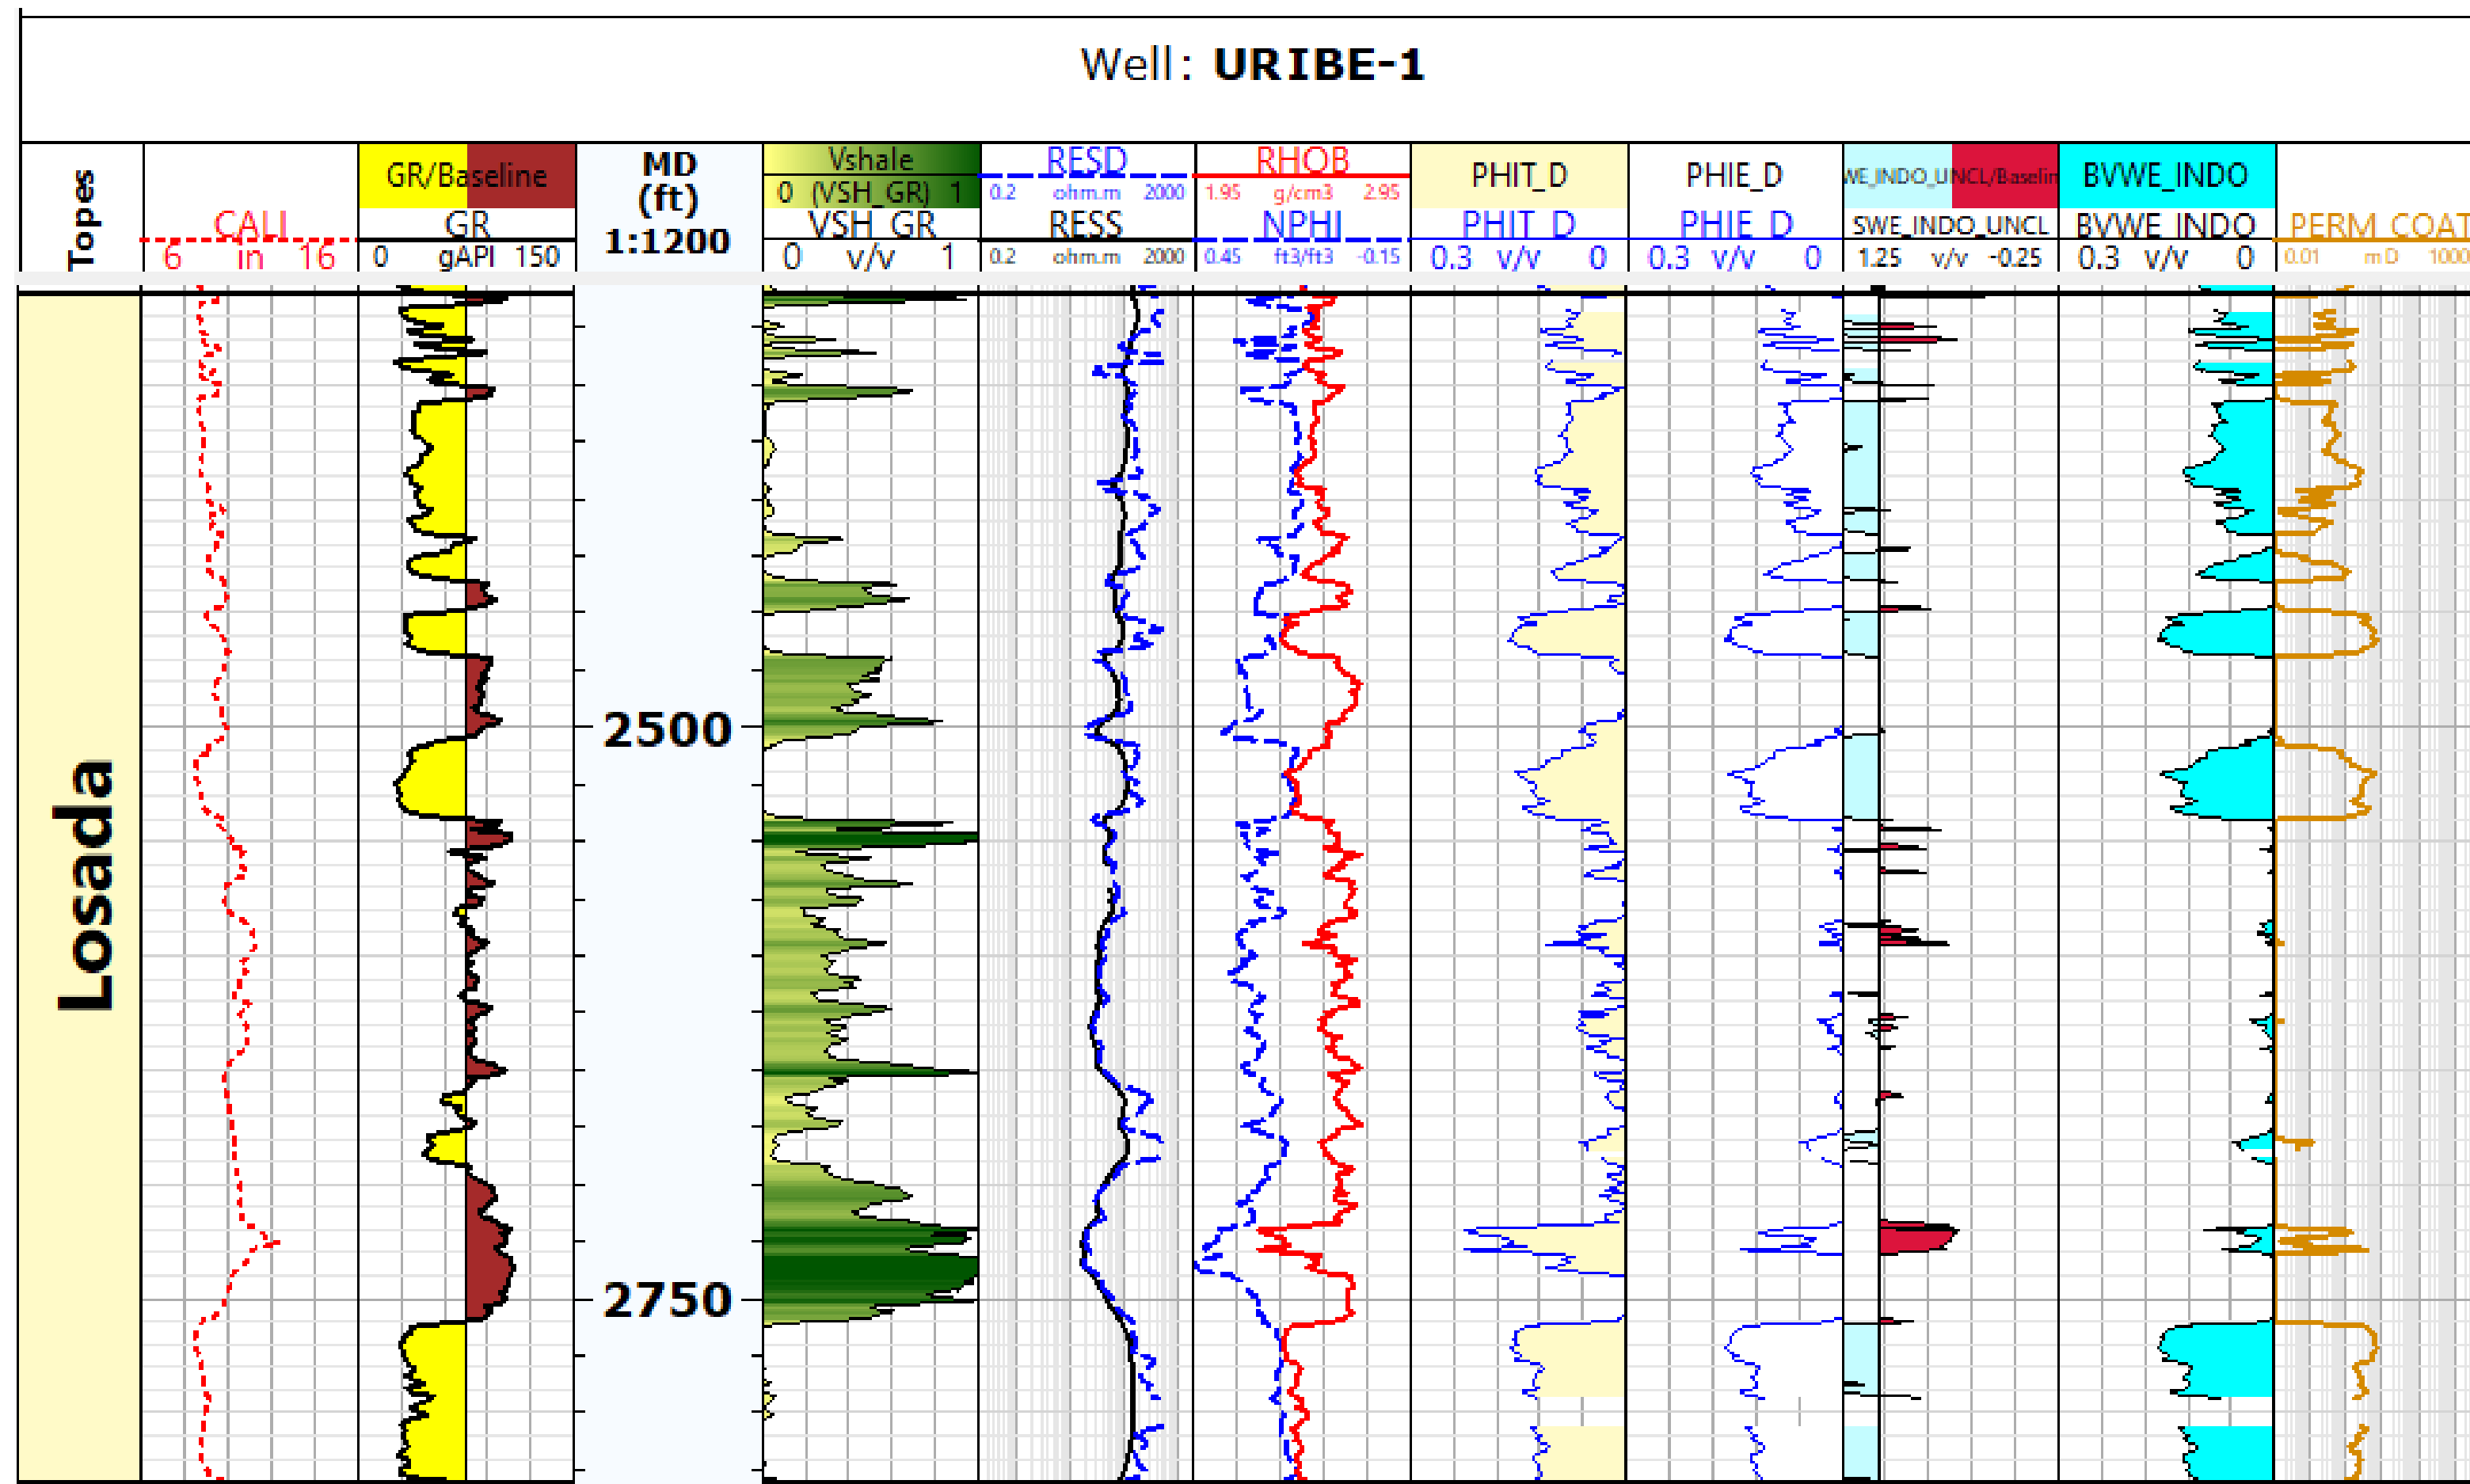 Well: URIBE-1
Topes
CALI
6 in 16
GR/Baseline
GR
0 gAPI 150
MD
(ft)
1:1200
Vshale
0 (VSH_GR) 1
VSH_GR
0 v/v 1
RESD
0.2 ohm.m 2000
RESS
0.2 ohm.m 2000
RHOB
1.95 g/cm3 2.95
NPHI
0.45 ft3/ft3 -0.15
PHIT_D
PHIT_D
0.3 v/v 0
PHIE_D
PHIE_D
0.3 v/v 0
WE_INDO_UNCL/Baselin
SWE_INDO_UNCL
1.25 v/v -0.25
BVWE_INDO
BVWE_INDO
0.3 v/v 0
PERM_COAT
0.01 mD 1000
Losada
2500
2750